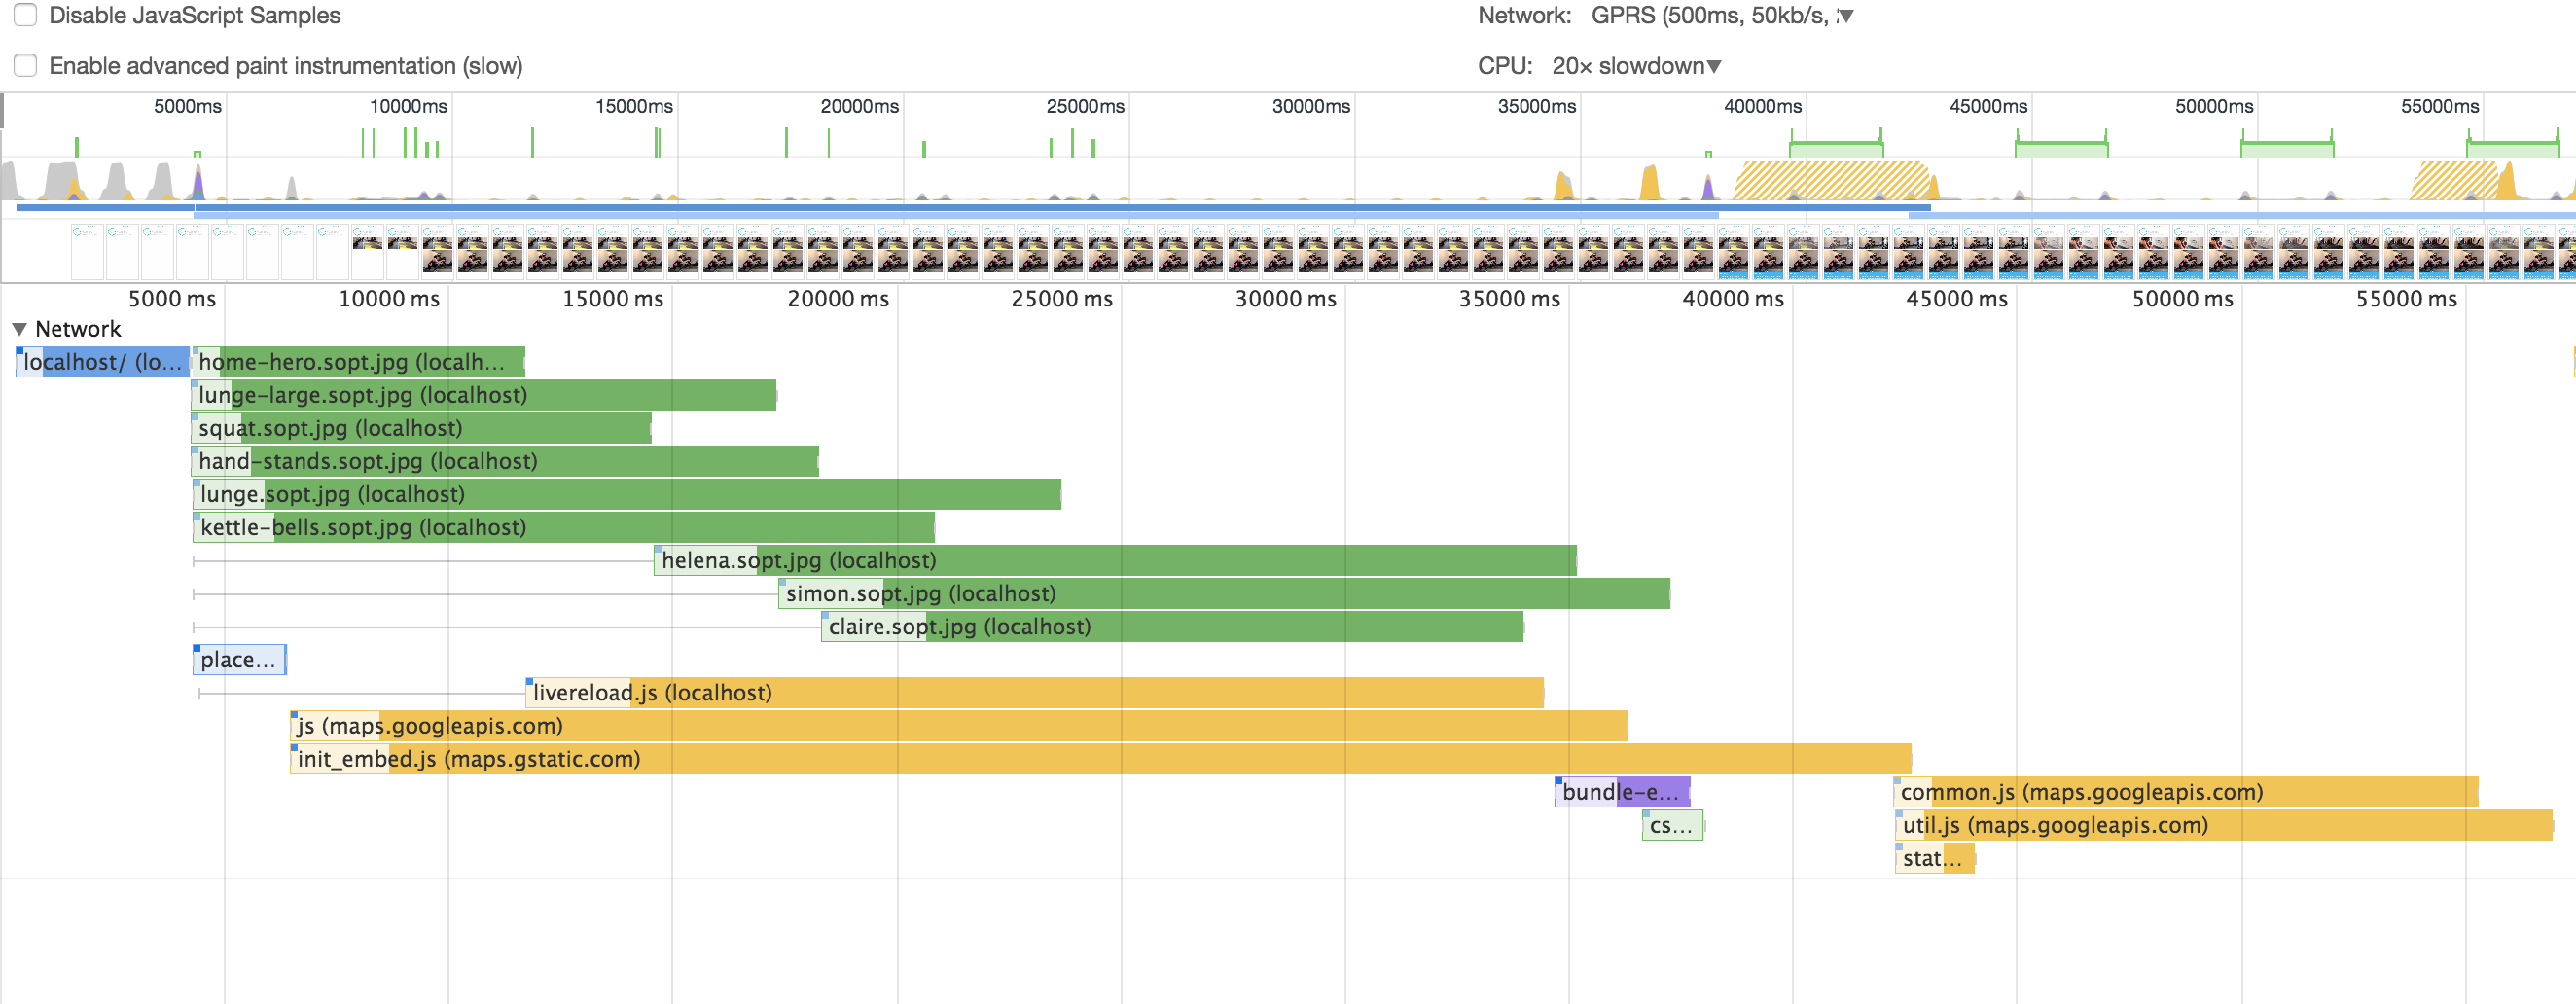 Disable JavaScript Samples
Network: GPRS (500ms, 50kb/s, 
Enable advanced paint instrumentation (slow)
CPU: 20× slowdown▼
5000ms 10000ms 15000ms 20000ms 25000ms 30000ms 35000ms 40000ms 45000ms 50000ms 55000ms
5000 ms 10000 ms 15000 ms 20000 ms 25000 ms 30000 ms 35000 ms 40000 ms 45000 ms 50000 ms 55000 ms
▼ Network
localhost/ (lo... home-hero.sopt.jpg (localh...
lunge-large.sopt.jpg (localhost)
squat.sopt.jpg (localhost)
hand-stands.sopt.jpg (localhost)
lunge.sopt.jpg (localhost)
kettle-bells.sopt.jpg (localhost)
helena.sopt.jpg (localhost)
simon.sopt.jpg (localhost)
claire.sopt.jpg (localhost)
place...
livereload.js (localhost)
js (maps.googleapis.com)
init_embed.js (maps.gstatic.com)
bundle-e... common.js (maps.googleapis.com)
cs... util.js (maps.googleapis.com)
stat...